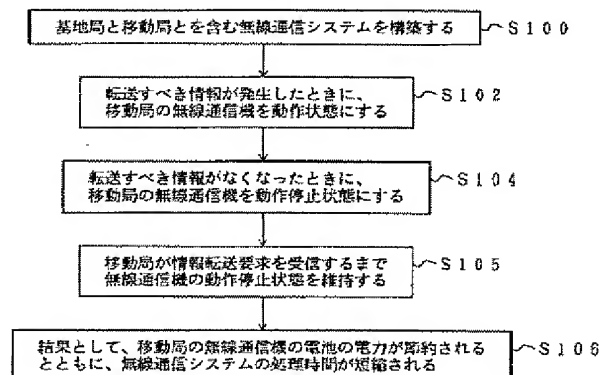 基地局と移動局とを含む無線通信システムを構築する
S100
転送すべき情報が発生したときに、
移動局の無線通信機を動作状態にする
S102
転送すべき情報がなくなったときに、
移動局の無線通信機を動作停止状態にする
S104
移動局が情報転送要求を受信するまで
無線通信機の動作停止状態を維持する
S105
結果として、移動局の無線通信機の電池の電力が節約される
とともに、無線通信システムの処理時間が短縮される
S106